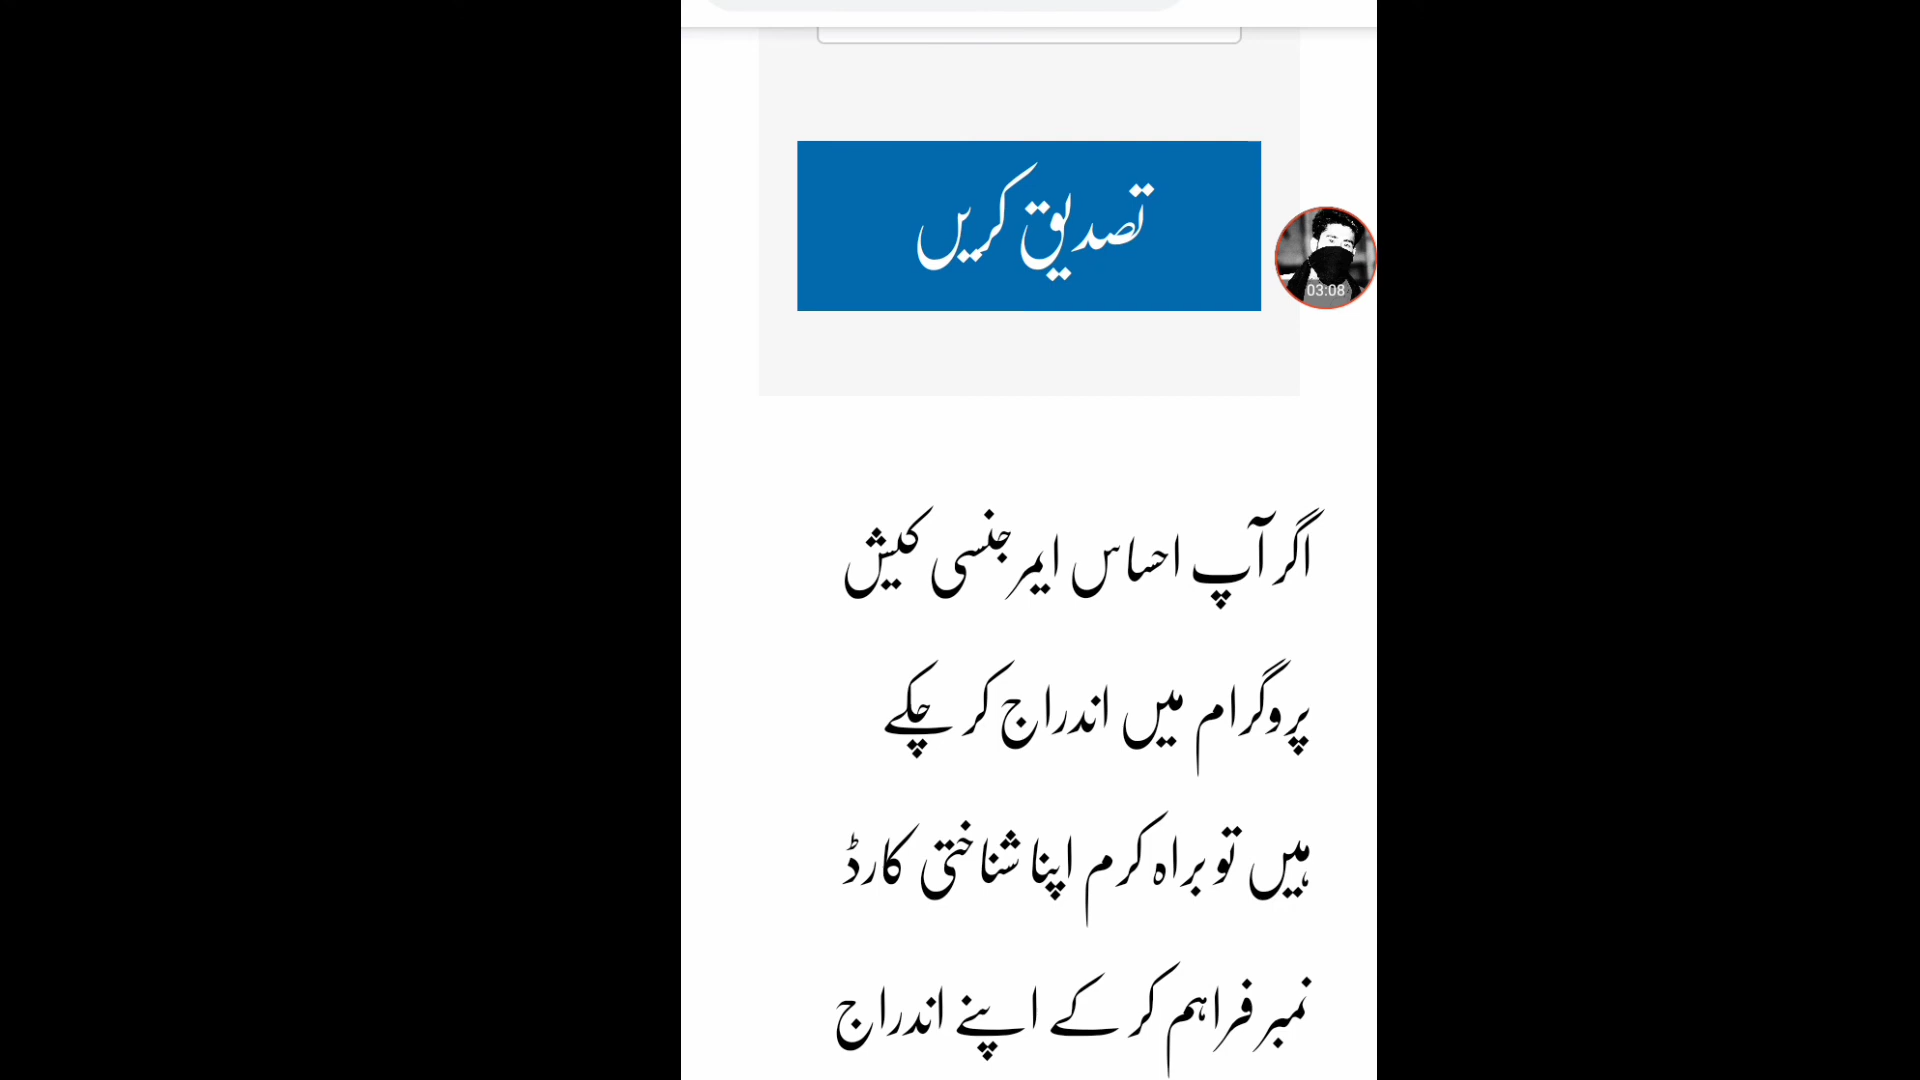 تصدیق کریں
03:08
اگر آپ احساس ایمرجنسی کیش
پروگرام میں اندراج کر چکے
ہیں تو براہ کرم اپنا شناختی کارڈ
نمبر فراہم کر کے اپنے اندراج